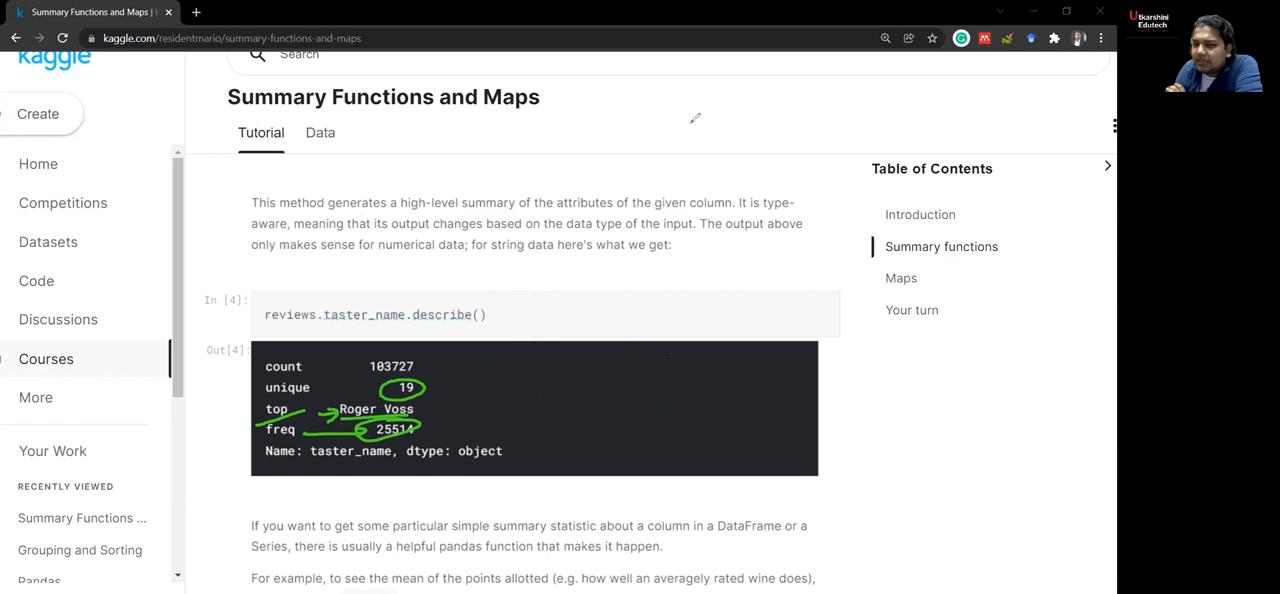 Summary Functions and Maps |
kaggle.com/residentmario/summary-functions-and-maps
Utkarshini
Edutech
kaggle
Search
Create
Summary Functions and Maps
Tutorial
Data
Home
Competitions
Datasets
Code
Discussions
Courses
More
Your Work
RECENTLY VIEWED
Summary Functions ...
Grouping and Sorting
Pandas
This method generates a high-level summary of the attributes of the given column. It is type-
aware, meaning that its output changes based on the data type of the input. The output above
only makes sense for numerical data; for string data here's what we get:
In [4]:
reviews.taster_name.describe()
Out[4]:
count 103727
unique 19
top Roger Voss
freq 25514
Name: taster_name, dtype: object
If you want to get some particular simple summary statistic about a column in a DataFrame or a
Series, there is usually a helpful pandas function that makes it happen.
For example, to see the mean of the points allotted (e.g. how well an averagely rated wine does),
Table of Contents
Introduction
Summary functions
Maps
Your turn